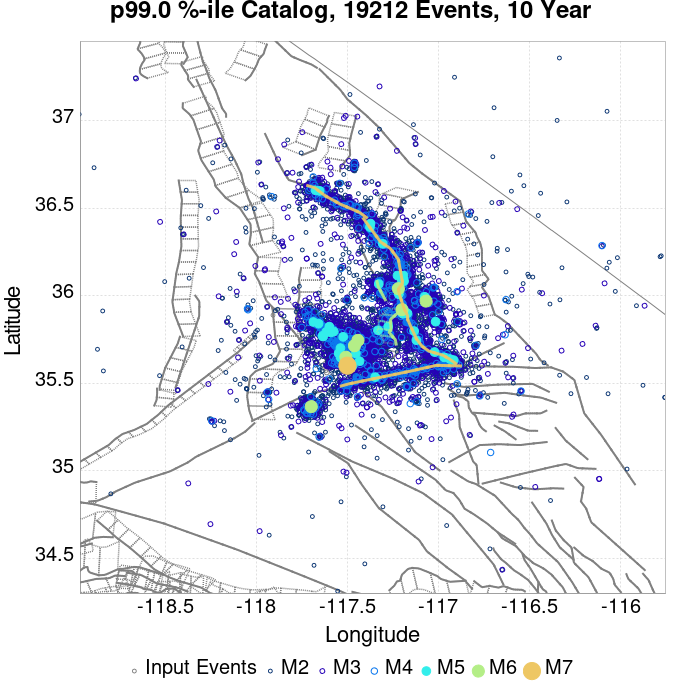 p99.0 %-ile Catalog, 19212 Events, 10 Year
Latitude
37
36.5
36
35.5
35
34.5
-118.5 -118 -117.5 -117 -116.5 -116
Longitude
Input Events M2 M3 M4 M5 M6 M7